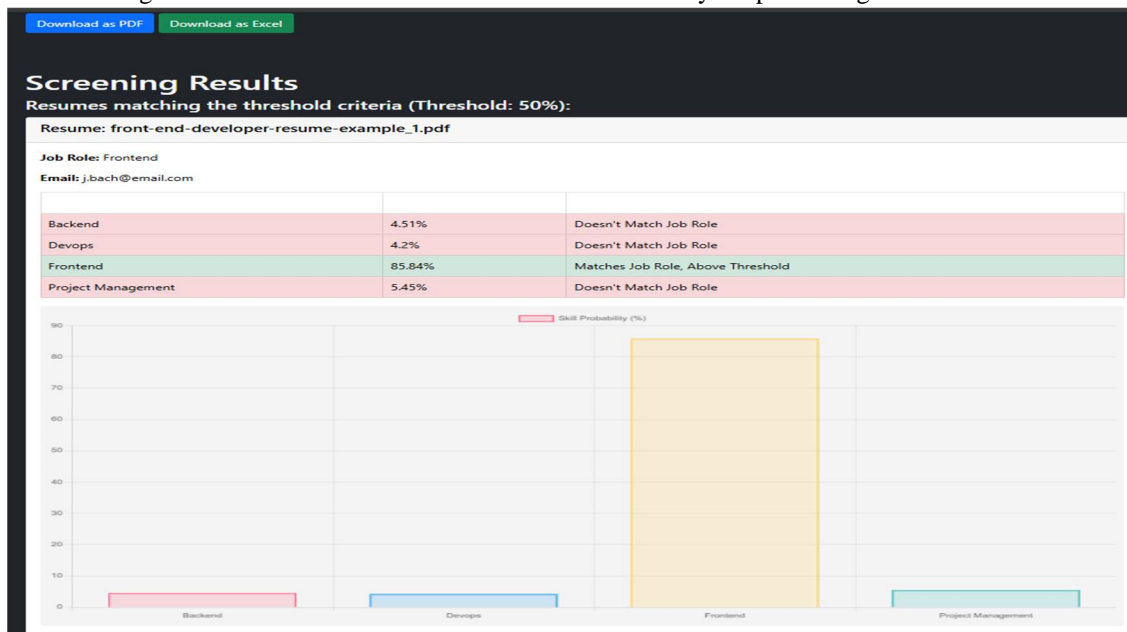 Download as PDF Download as Excel
Screening Results
Resumes matching the threshold criteria (Threshold: 50%):
Resume: front-end-developer-resume-example_1.pdf
Job Role: Frontend
Email: j.bach@email.com
Backend 4.51% Doesn't Match Job Role
Devops 4.2% Doesn't Match Job Role
Frontend 85.84% Matches Job Role, Above Threshold
Project Management 5.45% Doesn't Match Job Role
Skill Probability (%)
90
80
70
60
50
40
30
20
10
0
Backend Devops Frontend Project Management